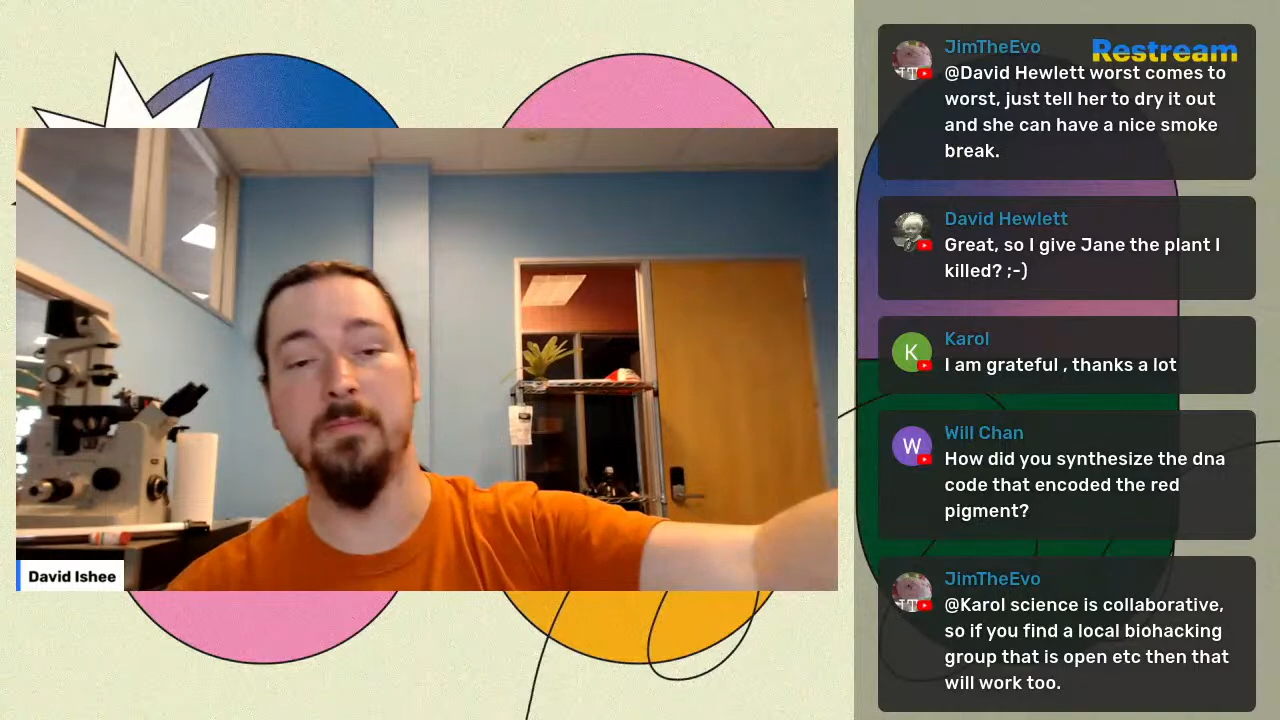 JimTheEvo
Restream
@David Hewlett worst comes to
worst, just tell her to dry it out
and she can have a nice smoke
break.
David Hewlett
Great, so I give Jane the plant I
killed? ;-)
K
Karol
I am grateful , thanks a lot
W
Will Chan
How did you synthesize the dna
code that encoded the red
pigment?
JimTheEvo
@Karol science is collaborative,
so if you find a local biohacking
group that is open etc then that
will work too.
David Ishee